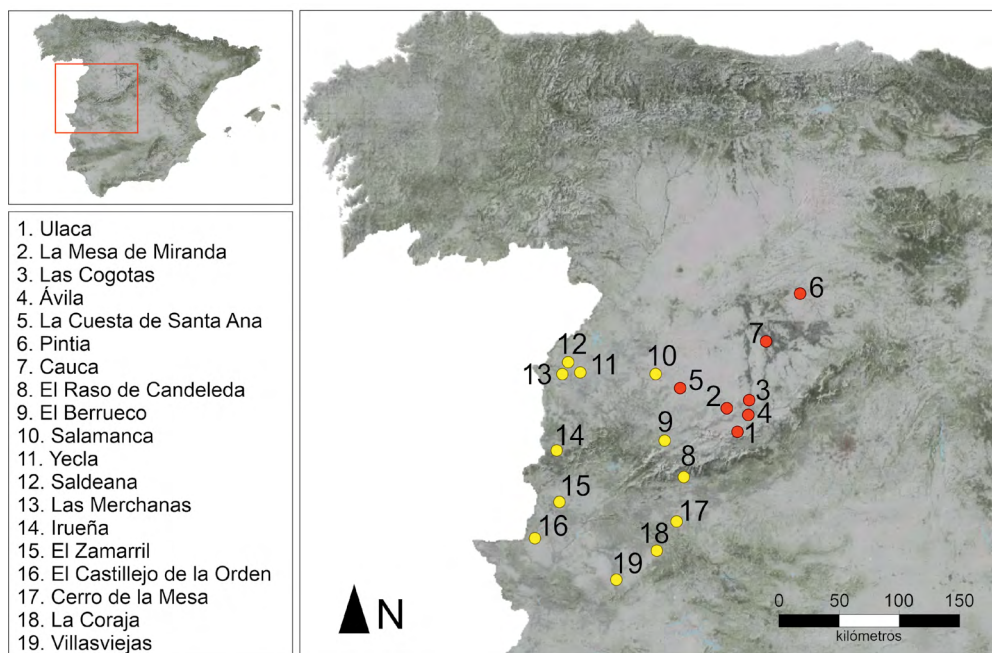 1. Ulaca
2. La Mesa de Miranda
3. Las Cogotas
4. Ávila
5. La Cuesta de Santa Ana
6. Pintia
7. Cauca
8. El Raso de Candeleda
9. El Berrueco
10. Salamanca
11. Yecla
12. Saldeana
13. Las Merchanas
14. Irueña
15. El Zamarril
16. El Castillejo de la Orden
17. Cerro de la Mesa
18. La Coraja
19. Villasviejas
6
7
12
13
11
10
5
3
2
4
1
9
14
8
15
17
16
18
19
N
0 50 100 150
kilómetros